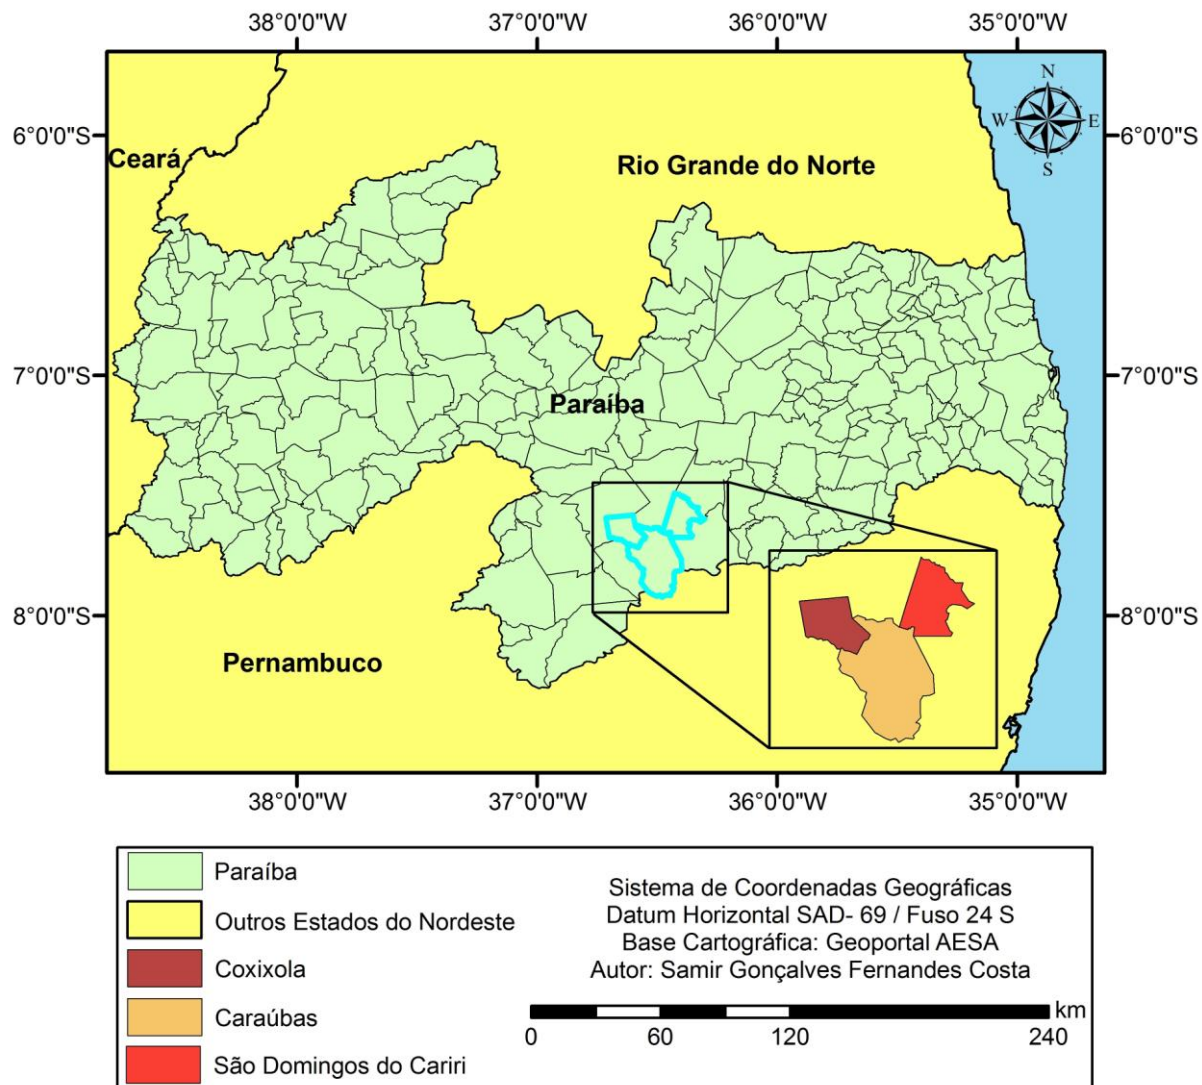 38°0'0"W 37°0'0"W 36°0'0"W 35°0'0"W
N
6°0'0"S W E 6°0'0"S
S
Ceará
Rio Grande do Norte
7°0'0"S 7°0'0"S
Paraíba
8°0'0"S 8°0'0"S
Pernambuco
38°0'0"W 37°0'0"W 36°0'0"W 35°0'0"W
Paraíba
Outros Estados do Nordeste
Coxixola
Caraúbas
São Domingos do Cariri
Sistema de Coordenadas Geográficas
Datum Horizontal SAD- 69 / Fuso 24 S
Base Cartográfica: Geoportal AESA
Autor: Samir Gonçalves Fernandes Costa
km
0 60 120 240